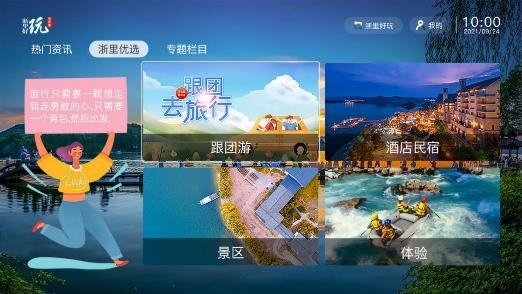 浙里好玩
浙里好玩
我的
10:00
2021/09/24
热门资讯
浙里优选
专题栏目
旅行只需要一颗想走
就走勇敢的心,只需要
一个背包,然后出发.
Lucky
跟团
去旅行
跟团游
酒店民宿
景区
体验